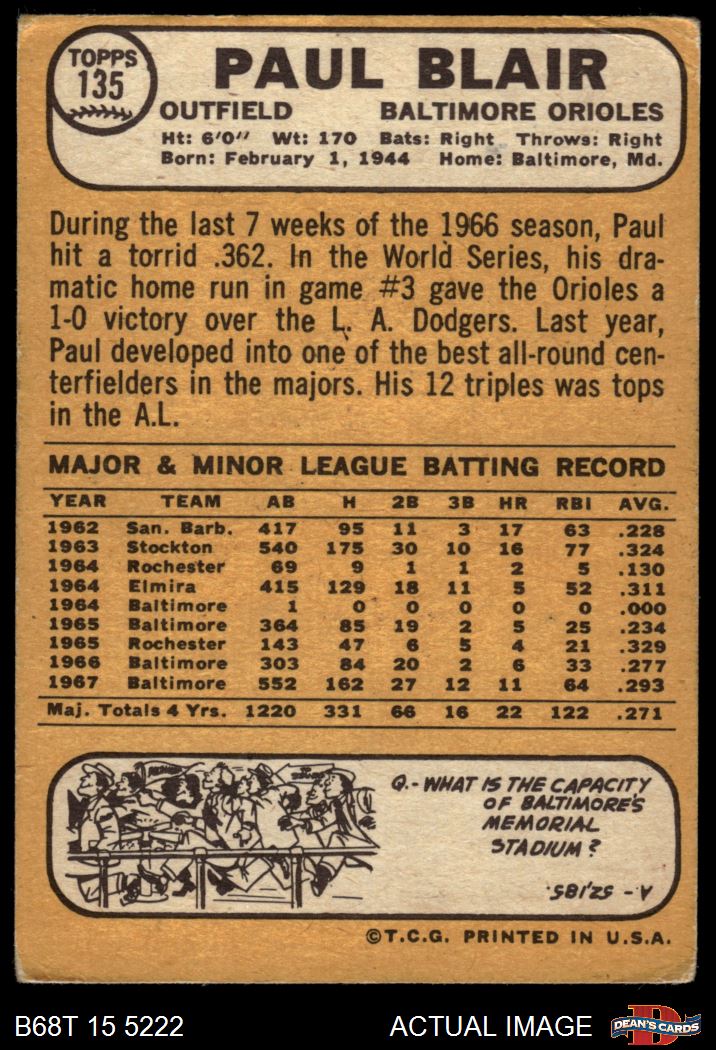 TOPPS
135
PAUL BLAIR
OUTFIELD BALTIMORE ORIOLES
Ht: 6'0" Wt: 170 Bats: Right Throws: Right
Born: February 1, 1944 Home: Baltimore, Md.
During the last 7 weeks of the 1966 season, Paul
hit a torrid .362. In the World Series, his dra-
matic home run in game #3 gave the Orioles a
1-0 victory over the L. A. Dodgers. Last year,
Paul developed into one of the best all-round cen-
terfielders in the majors. His 12 triples was tops
in the A.L.
MAJOR & MINOR LEAGUE BATTING RECORD
YEAR TEAM AB H 2B 3B HR RBI AVG.
1962 San. Barb. 417 95 11 3 17 63 .228
1963 Stockton 540 175 30 10 16 77 .324
1964 Rochester 69 9 1 1 2 5 .130
1964 Elmira 415 129 18 11 5 52 .311
1964 Baltimore 1 0 0 0 0 0 .000
1965 Baltimore 364 85 19 2 5 25 .234
1965 Rochester 143 47 6 5 4 21 .329
1966 Baltimore 303 84 20 2 6 33 .277
1967 Baltimore 552 162 27 12 11 64 .293
Maj. Totals 4 Yrs. 1220 331 66 16 22 122 .271
Q.- WHAT IS THE CAPACITY
OF BALTIMORE'S
MEMORIAL
STADIUM?
A - 52,185.
©T.C.G. PRINTED IN U.S.A.
B68T 15 5222 ACTUAL IMAGE DEAN'S CARDS